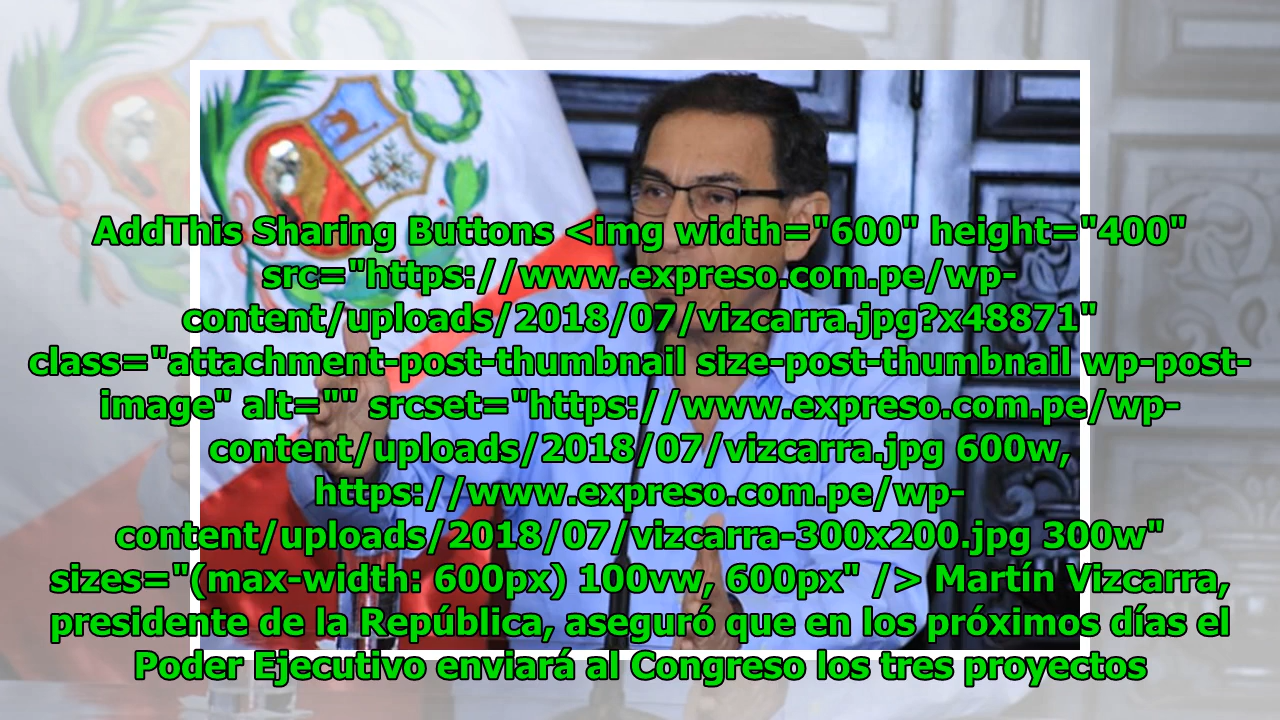 AddThis Sharing Buttons <img width="600" height="400"
src="https://www.expreso.com.pe/wp-
content/uploads/2018/07/vizcarra.jpg?x48871"
class="attachment-post-thumbnail size-post-thumbnail wp-post-
image" alt="" srcset="https://www.expreso.com.pe/wp-
content/uploads/2018/07/vizcarra.jpg 600w,
https://www.expreso.com.pe/wp-
content/uploads/2018/07/vizcarra-300x200.jpg 300w"
sizes="(max-width: 600px) 100vw, 600px" /> Martín Vizcarra,
presidente de la República, aseguró que en los próximos días el
Poder Ejecutivo enviará al Congreso los tres proyectos